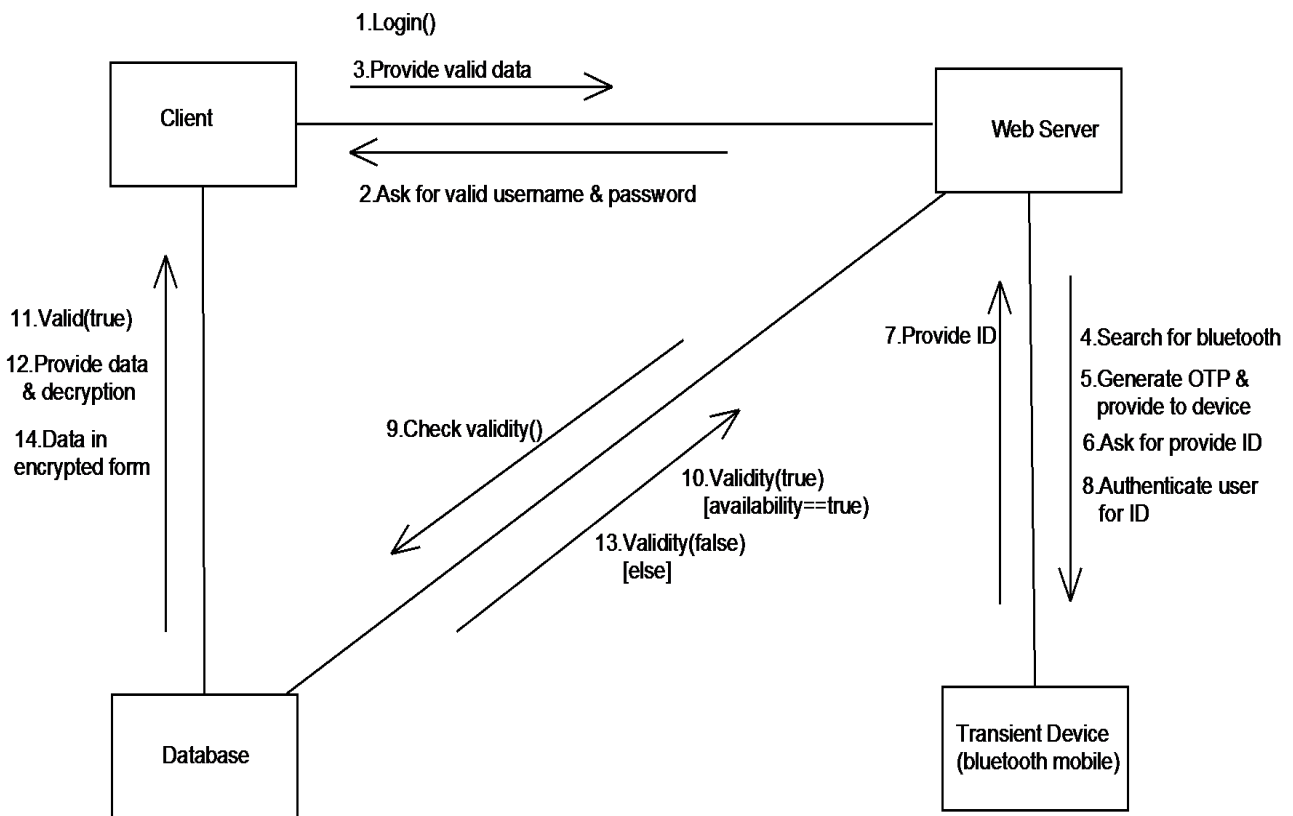 1.Login()
3.Provide valid data
Client
Web Server
2.Ask for valid username & password
11.Valid(true)
12.Provide data
& decryption
14.Data in
encrypted form
7.Provide ID
4.Search for bluetooth
5.Generate OTP &
provide to device
6.Ask for provide ID
8.Authenticate user
for ID
9.Check validity()
10.Validity(true)
[availability==true)
13.Validity(false)
[else]
Database
Transient Device
(bluetooth mobile)